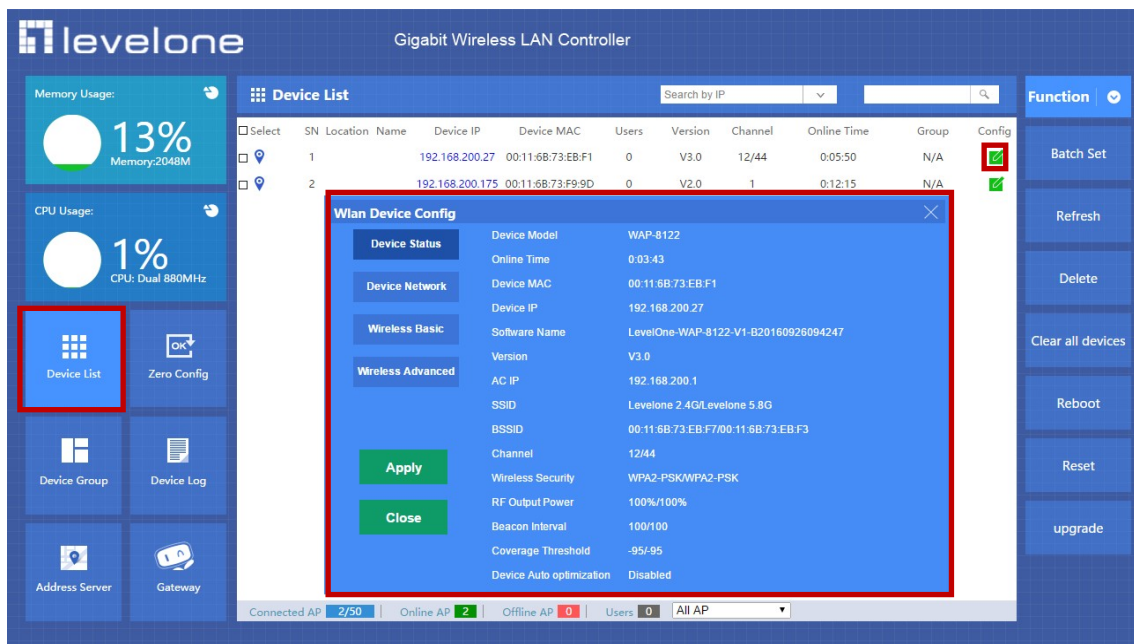 levelone
Gigabit Wireless LAN Controller
Memory Usage:
13%
Memory:2048M
CPU Usage:
1%
CPU: Dual 880MHz
Device List
OK
Zero Config
Device Group
Device Log
Address Server
Gateway
Device List
Search by IP
Select SN Location Name Device IP Device MAC Users Version Channel Online Time Group Config
1 192.168.200.27 00:11:6B:73:EB:F1 0 V3.0 12/44 0:05:50 N/A
2 192.168.200.175 00:11:6B:73:F9:9D 0 V2.0 1 0:12:15 N/A
Wlan Device Config
Device Status
Device Network
Wireless Basic
Wireless Advanced
Apply
Close
Device Model WAP-8122
Online Time 0:03:43
Device MAC 00:11:6B:73:EB:F1
Device IP 192.168.200.27
Software Name LevelOne-WAP-8122-V1-B20160926094247
Version V3.0
AC IP 192.168.200.1
SSID Levelone 2.4G/Levelone 5.8G
BSSID 00:11:6B:73:EB:F7/00:11:6B:73:EB:F3
Channel 12/44
Wireless Security WPA2-PSK/WPA2-PSK
RF Output Power 100%/100%
Beacon Interval 100/100
Coverage Threshold -95/-95
Device Auto optimization Disabled
Connected AP 2/50 | Online AP 2 | Offline AP 0 | Users 0 All AP
Function
Batch Set
Refresh
Delete
Clear all devices
Reboot
Reset
upgrade